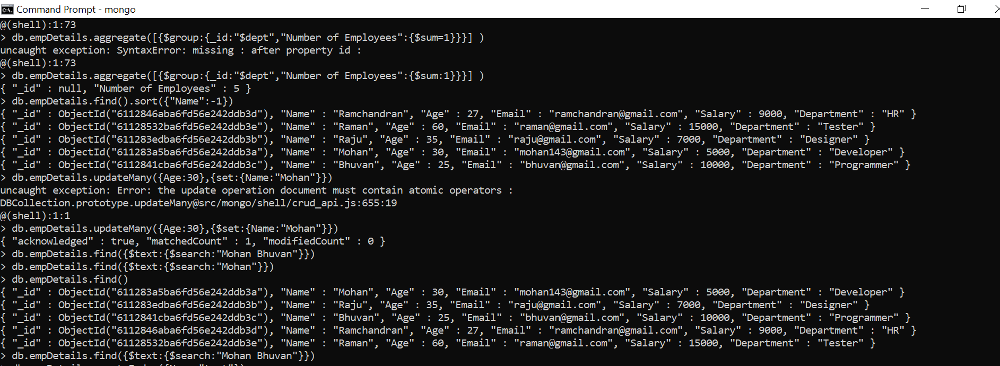 Command Prompt - mongo
@(shell):1:73
> db.empDetails.aggregate([{$group:{_id:"$dept","Number of Employees":{$sum=1}}}] )
uncaught exception: SyntaxError: missing : after property id :
@(shell):1:73
> db.empDetails.aggregate([{$group:{_id:"$dept","Number of Employees":{$sum:1}}}] )
{ "_id" : null, "Number of Employees" : 5 }
> db.empDetails.find().sort({"Name":-1})
{ "_id" : ObjectId("6112846aba6fd56e242ddb3d"), "Name" : "Ramchandran", "Age" : 27, "Email" : "ramchandran@gmail.com", "Salary" : 9000, "Department" : "HR" }
{ "_id" : ObjectId("61128532ba6fd56e242ddb3e"), "Name" : "Raman", "Age" : 60, "Email" : "raman@gmail.com", "Salary" : 15000, "Department" : "Tester" }
{ "_id" : ObjectId("611283edba6fd56e242ddb3b"), "Name" : "Raju", "Age" : 35, "Email" : "raju@gmail.com", "Salary" : 7000, "Department" : "Designer" }
{ "_id" : ObjectId("611283a5ba6fd56e242ddb3a"), "Name" : "Mohan", "Age" : 30, "Email" : "mohan143@gmail.com", "Salary" : 5000, "Department" : "Developer" }
{ "_id" : ObjectId("6112841cba6fd56e242ddb3c"), "Name" : "Bhuvan", "Age" : 25, "Email" : "bhuvan@gmail.com", "Salary" : 10000, "Department" : "Programmer" }
> db.empDetails.updateMany({Age:30},{set:{Name:"Mohan"}})
uncaught exception: Error: the update operation document must contain atomic operators :
DBCollection.prototype.updateMany@src/mongo/shell/crud_api.js:655:19
@(shell):1:1
> db.empDetails.updateMany({Age:30},{$set:{Name:"Mohan"}})
{ "acknowledged" : true, "matchedCount" : 1, "modifiedCount" : 0 }
> db.empDetails.find({$text:{$search:"Mohan Bhuvan"}})
> db.empDetails.find({$text:{$search:"Mohan"}})
> db.empDetails.find()
{ "_id" : ObjectId("611283a5ba6fd56e242ddb3a"), "Name" : "Mohan", "Age" : 30, "Email" : "mohan143@gmail.com", "Salary" : 5000, "Department" : "Developer" }
{ "_id" : ObjectId("611283edba6fd56e242ddb3b"), "Name" : "Raju", "Age" : 35, "Email" : "raju@gmail.com", "Salary" : 7000, "Department" : "Designer" }
{ "_id" : ObjectId("6112841cba6fd56e242ddb3c"), "Name" : "Bhuvan", "Age" : 25, "Email" : "bhuvan@gmail.com", "Salary" : 10000, "Department" : "Programmer" }
{ "_id" : ObjectId("6112846aba6fd56e242ddb3d"), "Name" : "Ramchandran", "Age" : 27, "Email" : "ramchandran@gmail.com", "Salary" : 9000, "Department" : "HR" }
{ "_id" : ObjectId("61128532ba6fd56e242ddb3e"), "Name" : "Raman", "Age" : 60, "Email" : "raman@gmail.com", "Salary" : 15000, "Department" : "Tester" }
> db.empDetails.find({$text:{$search:"Mohan Bhuvan"}})